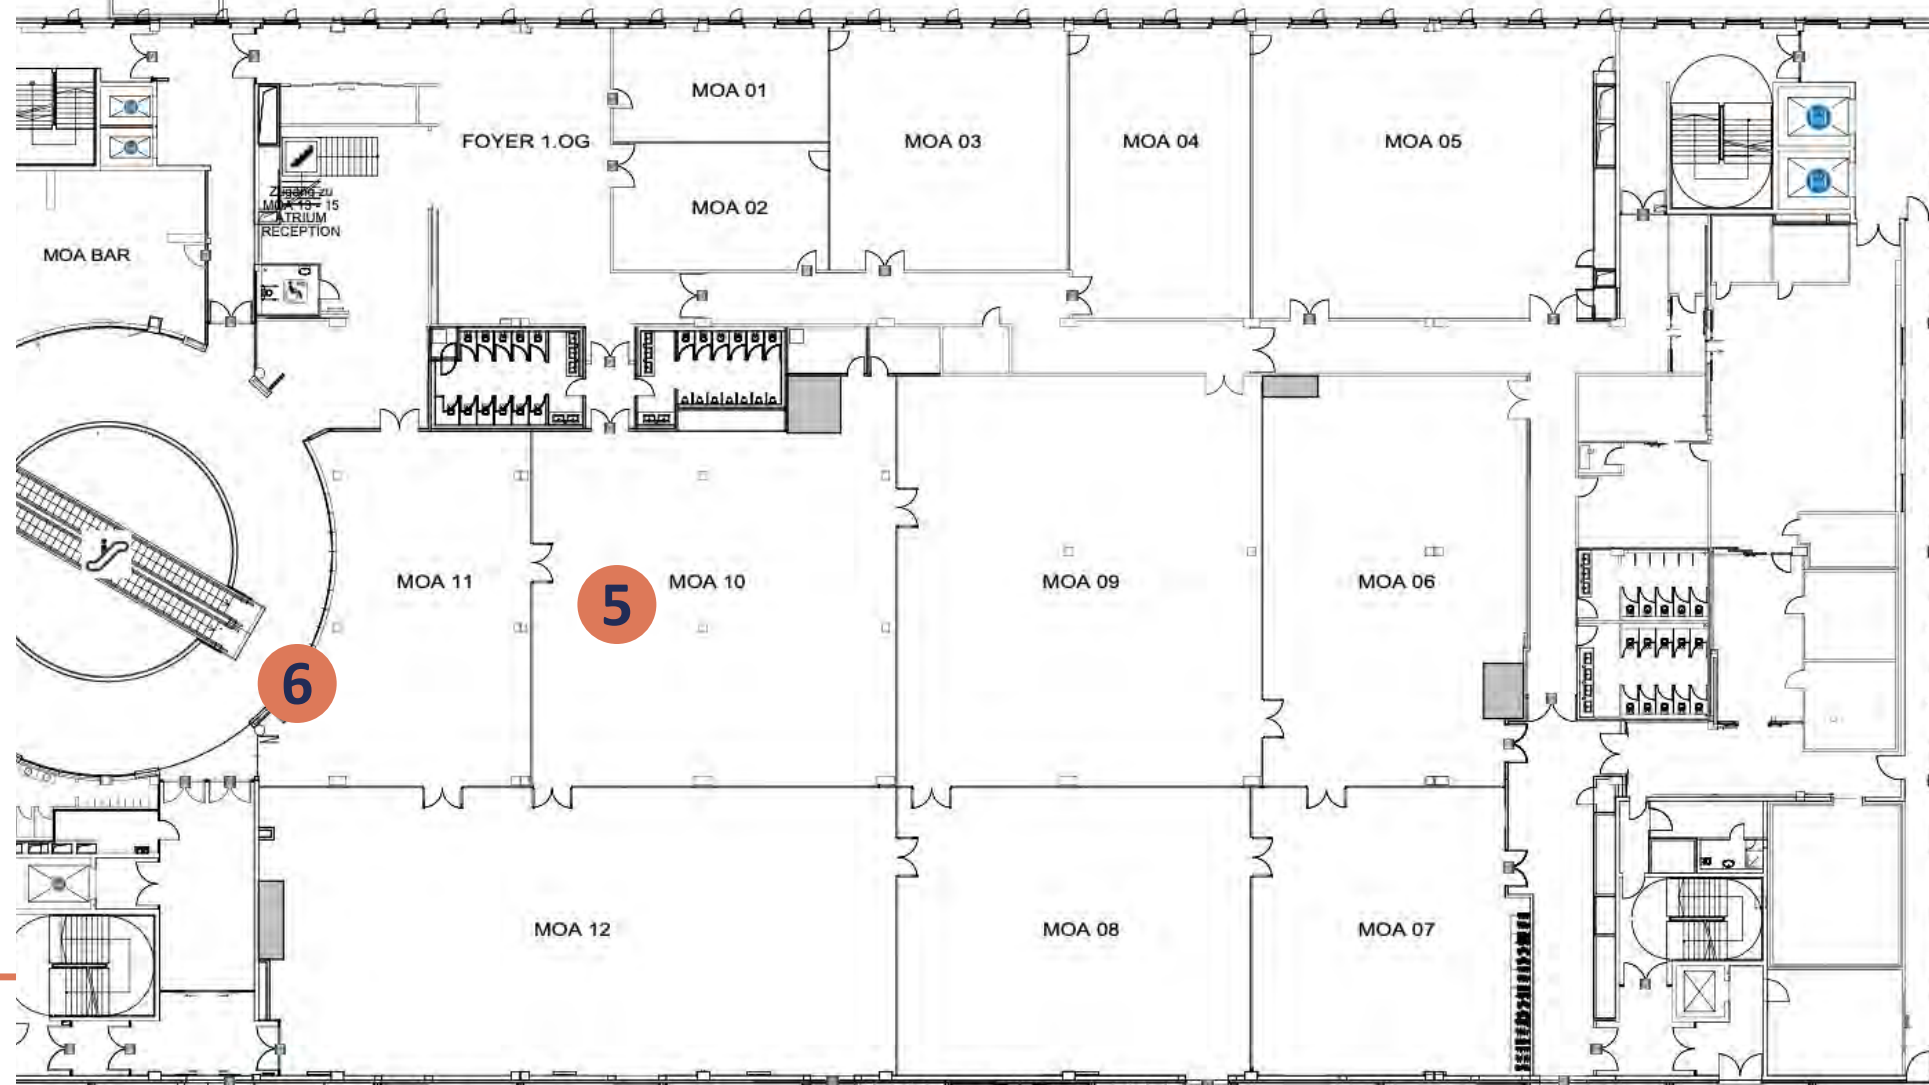 MOA 01
FOYER 1.OG
MOA 03
MOA 04
MOA 05
MOA 02
Zugang zu
MOA 13 - 15
ATRIUM
RECEPTION
MOA BAR
MOA 11
5
MOA 10
MOA 09
MOA 06
6
MOA 12
MOA 08
MOA 07